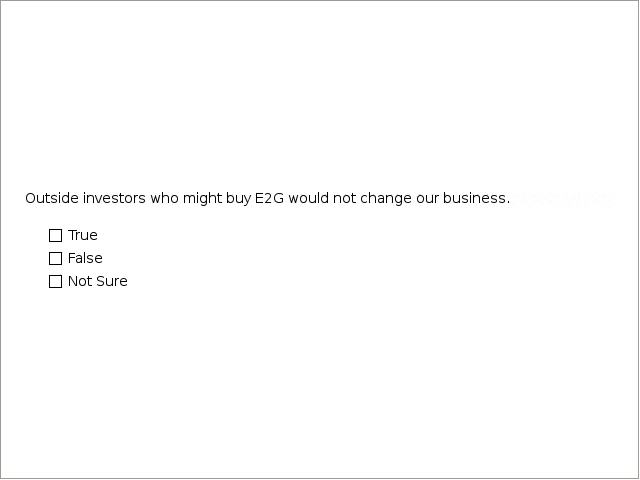 Outside investors who might buy E2G would not change our business.
True
False
Not Sure